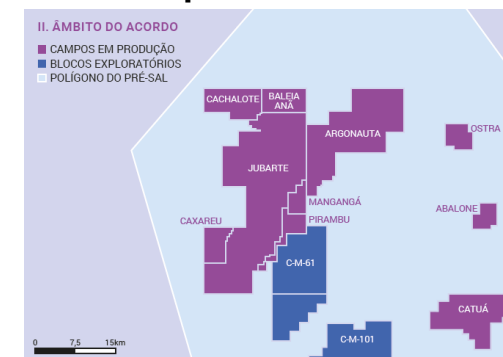 II. ÂMBITO DO ACORDO
CAMPOS EM PRODUÇÃO
BLOCOS EXPLORATÓRIOS
POLÍGONO DO PRÉ-SAL
CACHALOTE
BALEIA
ANÃ
ARGONAUTA
OSTRA
JUBARTE
MANGANGÁ
ABALONE
CAXAREU
PIRAMBU
C-M-61
CATUÁ
C-M-101
0 7,5 15km